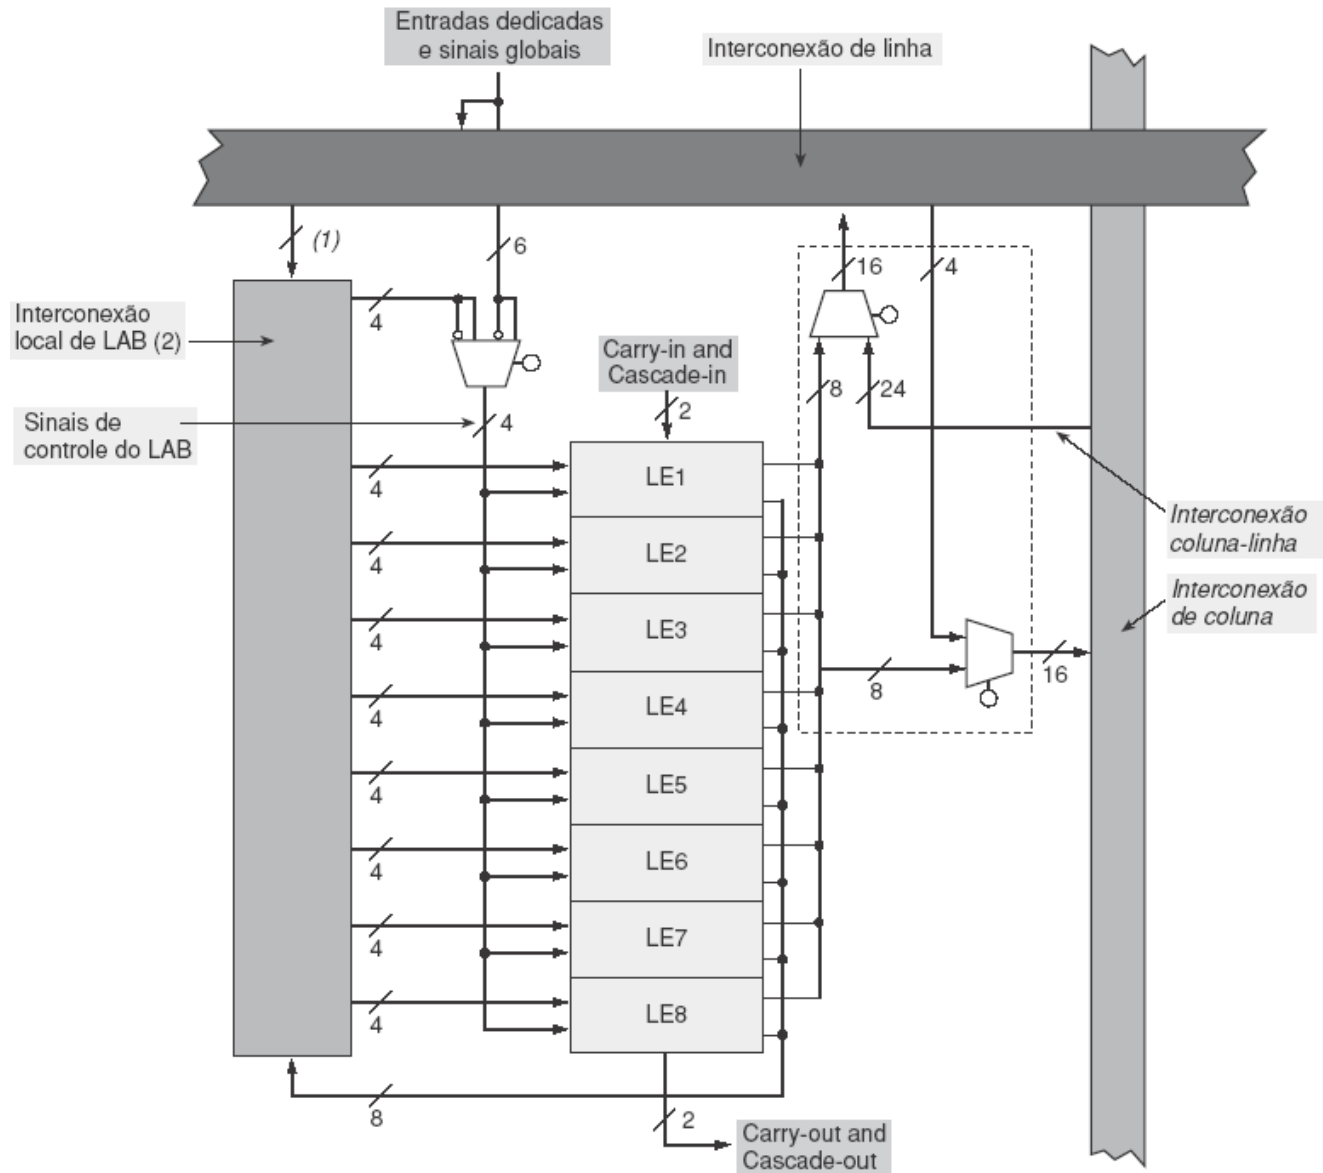 Entradas dedicadas
e sinais globais
Interconexão de linha
(1)
6
16
4
Interconexão
local de LAB (2)
4
Carry-in and
Cascade-in
8
24
2
Sinais de
controle do LAB
4
4
LE1
4
LE2
4
LE3
4
LE4
4
LE5
4
LE6
4
LE7
4
LE8
Interconexão
coluna-linha
Interconexão
de coluna
8
16
8
2
Carry-out and
Cascade-out